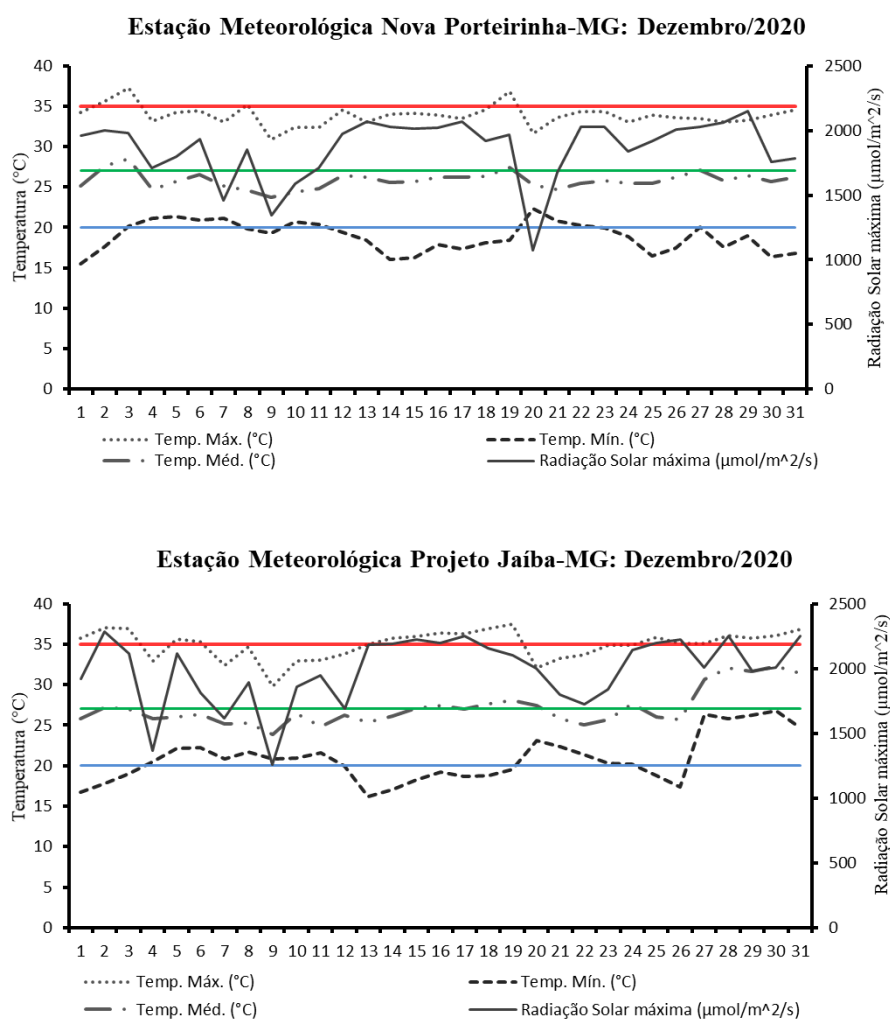 Estação Meteorológica Nova Porteirinha-MG: Dezembro/2020
40
35
30
25
20
15
10
5
0
Temperatura (°C)
2500
2000
1500
1000
500
0
Radiação Solar máxima (µmol/m^2/s)
1 2 3 4 5 6 7 8 9 10 11 12 13 14 15 16 17 18 19 20 21 22 23 24 25 26 27 28 29 30 31
Temp. Máx. (°C)
Temp. Mín. (°C)
Temp. Méd. (°C)
Radiação Solar máxima (µmol/m^2/s)
Estação Meteorológica Projeto Jaíba-MG: Dezembro/2020
40
35
30
25
20
15
10
5
0
Temperatura (°C)
2500
2000
1500
1000
500
0
Radiação Solar máxima (µmol/m^2/s)
1 2 3 4 5 6 7 8 9 10 11 12 13 14 15 16 17 18 19 20 21 22 23 24 25 26 27 28 29 30 31
Temp. Máx. (°C)
Temp. Mín. (°C)
Temp. Méd. (°C)
Radiação Solar máxima (µmol/m^2/s)